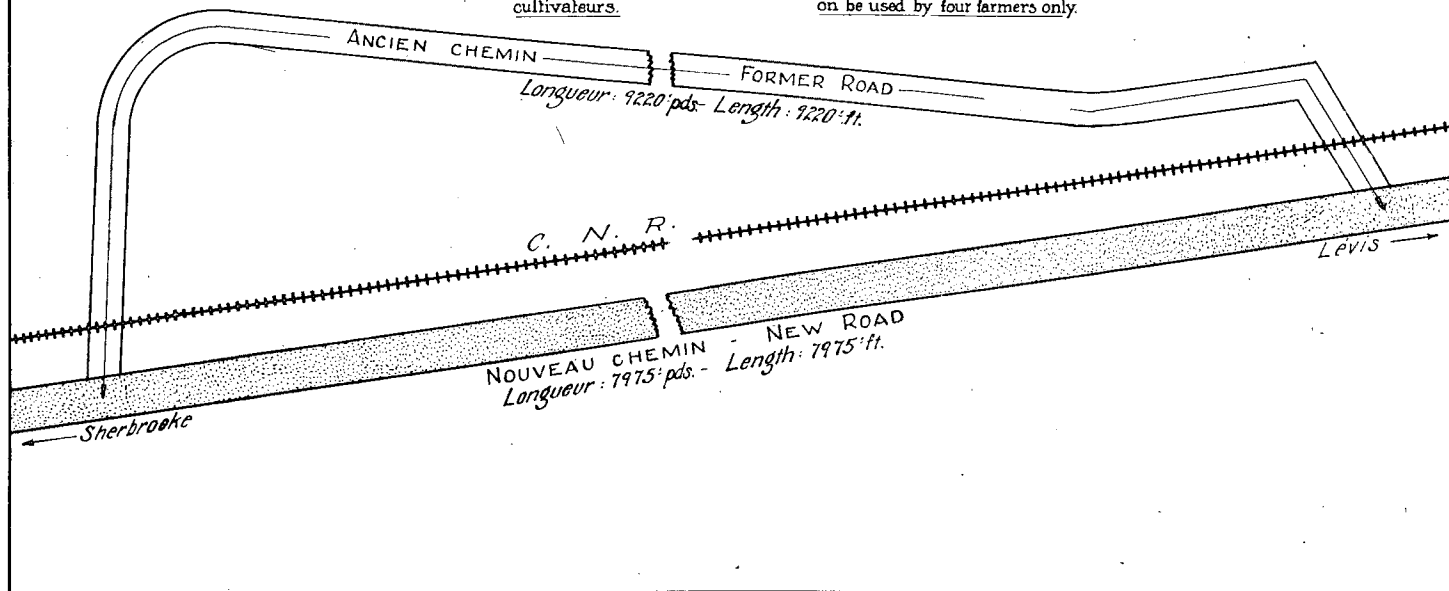 cultivateurs.
on be used by four farmers only.
ANCIEN CHEMIN
FORMER ROAD
Longueur: 9220' pds.- Length: 9220' ft.
C. N. R.
Lévis
NOUVEAU CHEMIN - NEW ROAD
Longueur: 7975' pds. - Length: 7975' ft.
Sherbrooke